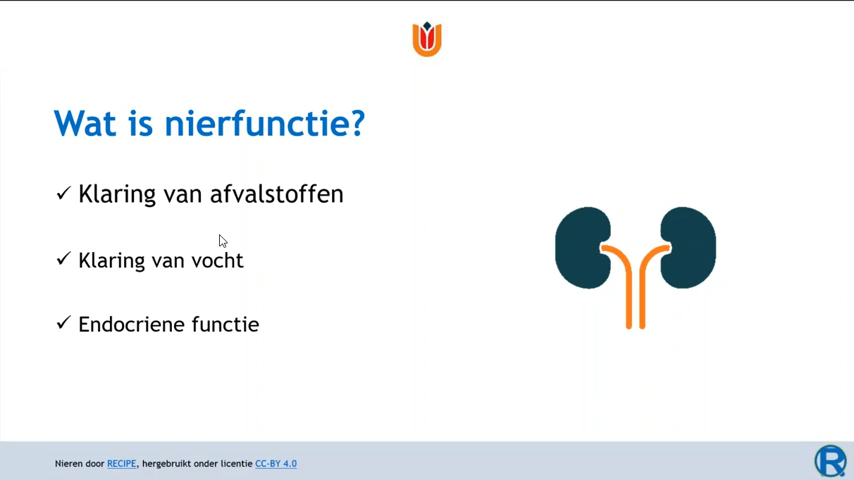 Wat is nierfunctie?
✓ Klaring van afvalstoffen
✓ Klaring van vocht
✓ Endocriene functie
Nieren door RECIPE, hergebruikt onder licentie CC-BY 4.0
R